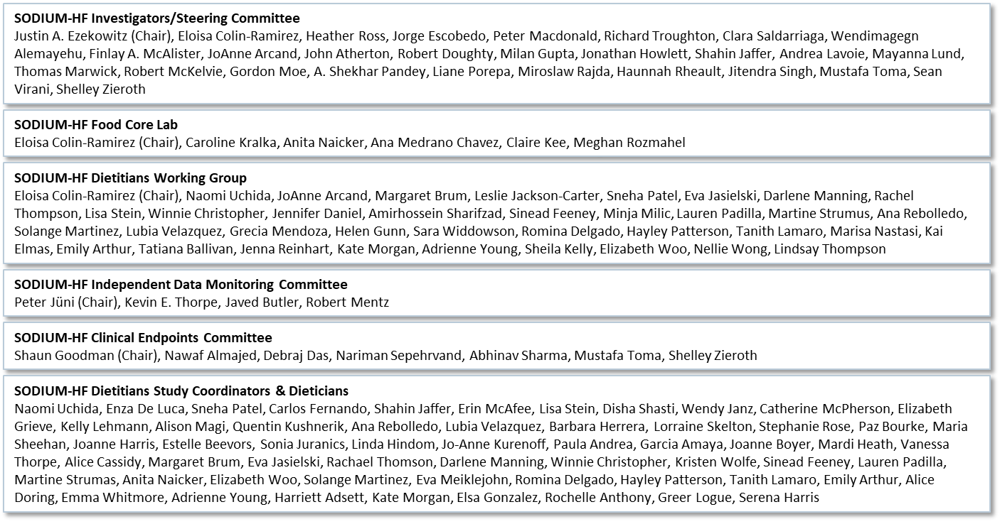 SODIUM-HF Investigators/Steering Committee
Justin A. Ezekowitz (Chair), Eloisa Colin-Ramirez, Heather Ross, Jorge Escobedo, Peter Macdonald, Richard Troughton, Clara Saldarriaga, Wendimagegn
Alemayehu, Finlay A. McAlister, JoAnne Arcand, John Atherton, Robert Doughty, Milan Gupta, Jonathan Howlett, Shahin Jaffer, Andrea Lavoie, Mayanna Lund,
Thomas Marwick, Robert McKelvie, Gordon Moe, A. Shekhar Pandey, Liane Porepa, Miroslaw Rajda, Haunnah Rheault, Jitendra Singh, Mustafa Toma, Sean
Virani, Shelley Zieroth
SODIUM-HF Food Core Lab
Eloisa Colin-Ramirez (Chair), Caroline Kralka, Anita Naicker, Ana Medrano Chavez, Claire Kee, Meghan Rozmahel
SODIUM-HF Dietitians Working Group
Eloisa Colin-Ramirez (Chair), Naomi Uchida, JoAnne Arcand, Margaret Brum, Leslie Jackson-Carter, Sneha Patel, Eva Jasielski, Darlene Manning, Rachel
Thompson, Lisa Stein, Winnie Christopher, Jennifer Daniel, Amirhossein Sharifzad, Sinead Feeney, Minja Milic, Lauren Padilla, Martine Strumus, Ana Rebolledo,
Solange Martinez, Lubia Velazquez, Grecia Mendoza, Helen Gunn, Sara Widdowson, Romina Delgado, Hayley Patterson, Tanith Lamaro, Marisa Nastasi, Kai
Elmas, Emily Arthur, Tatiana Ballivan, Jenna Reinhart, Kate Morgan, Adrienne Young, Sheila Kelly, Elizabeth Woo, Nellie Wong, Lindsay Thompson
SODIUM-HF Independent Data Monitoring Committee
Peter Jüni (Chair), Kevin E. Thorpe, Javed Butler, Robert Mentz
SODIUM-HF Clinical Endpoints Committee
Shaun Goodman (Chair), Nawaf Almajed, Debraj Das, Nariman Sepehrvand, Abhinav Sharma, Mustafa Toma, Shelley Zieroth
SODIUM-HF Dietitians Study Coordinators & Dieticians
Naomi Uchida, Enza De Luca, Sneha Patel, Carlos Fernando, Shahin Jaffer, Erin McAfee, Lisa Stein, Disha Shasti, Wendy Janz, Catherine McPherson, Elizabeth
Grieve, Kelly Lehmann, Alison Magi, Quentin Kushnerik, Ana Rebolledo, Lubia Velazquez, Barbara Herrera, Lorraine Skelton, Stephanie Rose, Paz Bourke, Maria
Sheehan, Joanne Harris, Estelle Beevors, Sonia Juranics, Linda Hindom, Jo-Anne Kurenoff, Paula Andrea, Garcia Amaya, Joanne Boyer, Mardi Heath, Vanessa
Thorpe, Alice Cassidy, Margaret Brum, Eva Jasielski, Rachael Thomson, Darlene Manning, Winnie Christopher, Kristen Wolfe, Sinead Feeney, Lauren Padilla,
Martine Strumas, Anita Naicker, Elizabeth Woo, Solange Martinez, Eva Meiklejohn, Romina Delgado, Hayley Patterson, Tanith Lamaro, Emily Arthur, Alice
Doring, Emma Whitmore, Adrienne Young, Harriett Adsett, Kate Morgan, Elsa Gonzalez, Rochelle Anthony, Greer Logue, Serena Harris